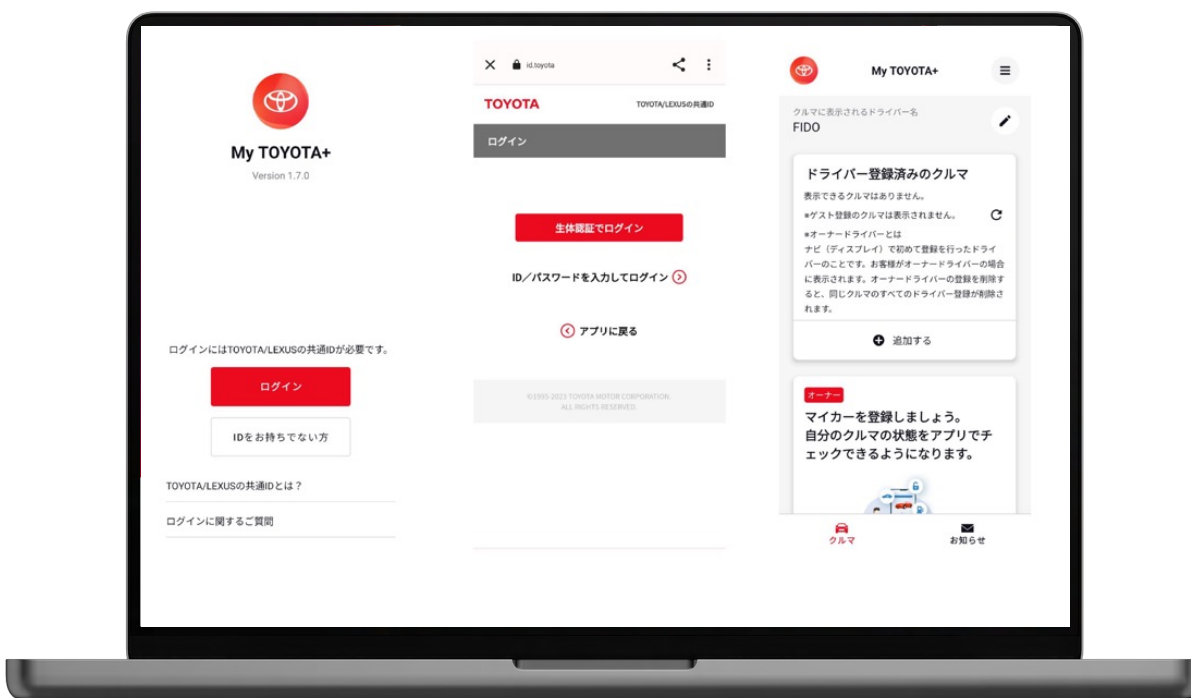 My TOYOTA+
Version 1.7.0
ログインにはTOYOTA/LEXUSの共通IDが必要です。
ログイン
IDをお持ちでない方
TOYOTA/LEXUSの共通IDとは？
ログインに関するご質問
id.toyota
TOYOTA
TOYOTA/LEXUSの共通ID
ログイン
生体認証でログイン
ID／パスワードを入力してログイン
アプリに戻る
©1995-2023 TOYOTA MOTOR CORPORATION.
ALL RIGHTS RESERVED.
My TOYOTA+
クルマに表示されるドライバー名
FIDO
ドライバー登録済みのクルマ
表示できるクルマはありません。
※ゲスト登録のクルマは表示されません。
※オーナードライバーとは
ナビ（ディスプレイ）で初めて登録を行ったドライ
バーのことです。お客様がオーナードライバーの場合
に表示されます。オーナードライバーの登録を削除す
ると、同じクルマのすべてのドライバー登録が削除さ
れます。
追加する
オーナー
マイカーを登録しましょう。
自分のクルマの状態をアプリでチ
ェックできるようになります。
クルマ
お知らせ